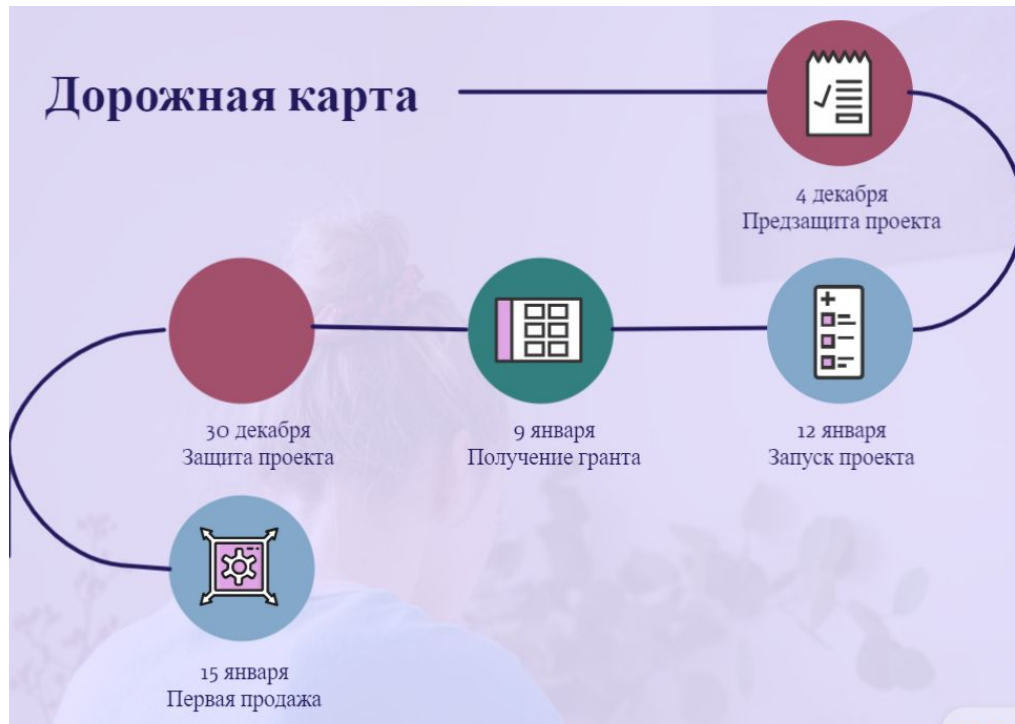 Дорожная карта
4 декабря
Предзащита проекта
30 декабря
Защита проекта
9 января
Получение гранта
12 января
Запуск проекта
15 января
Первая продажа